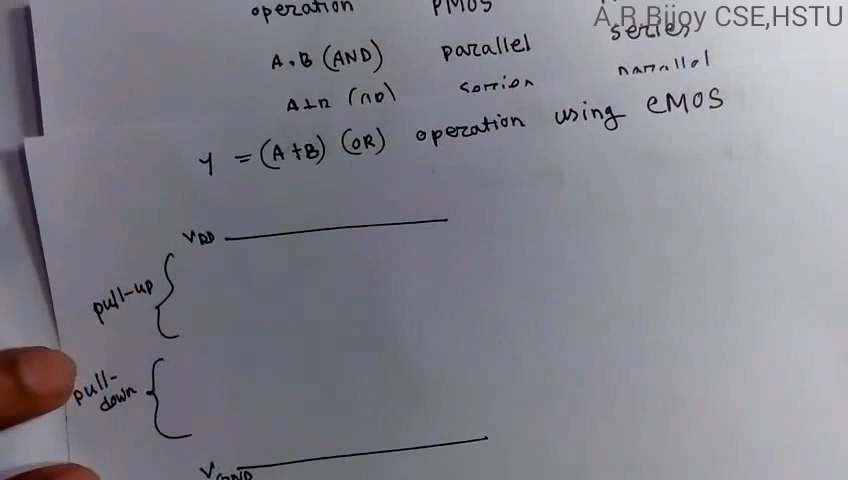 operation PMOS
A.R.Bijoy CSE,HSTU
A.B (AND) parallel series
series parallel
Y = (A+B) (OR) operation using cMOS
VDD
pull-up
pull-
down
VGND